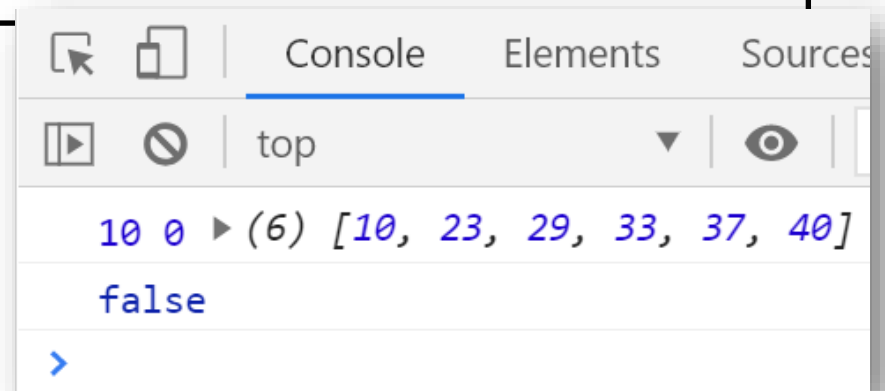 Console Elements Sources
top
10 0 (6) [10, 23, 29, 33, 37, 40]
false